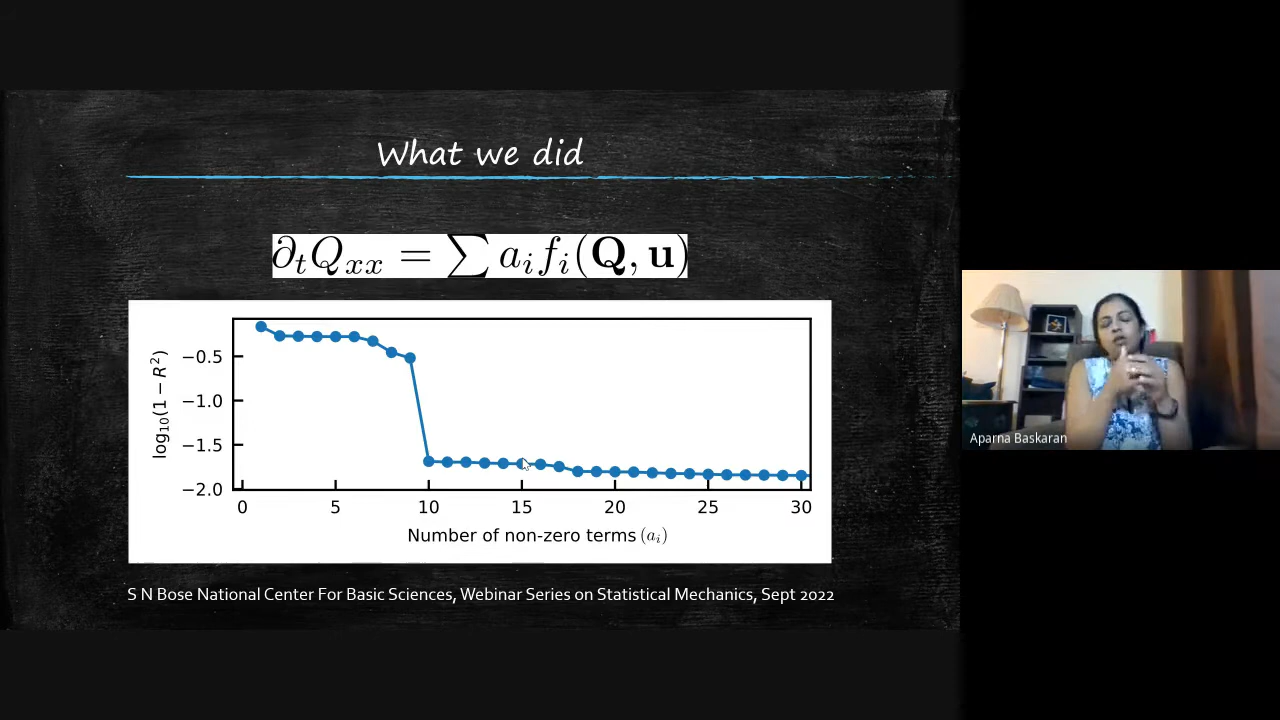 What we did
∂ₜQₓₓ = ∑ aᵢfᵢ(𝐐, 𝐮)
log₁₀(1 − R²)
−0.5
−1.0
−1.5
−2.0
0 5 10 15 20 25 30
Number of non-zero terms (aᵢ)
S N Bose National Center For Basic Sciences, Webinar Series on Statistical Mechanics, Sept 2022
Aparna Baskaran